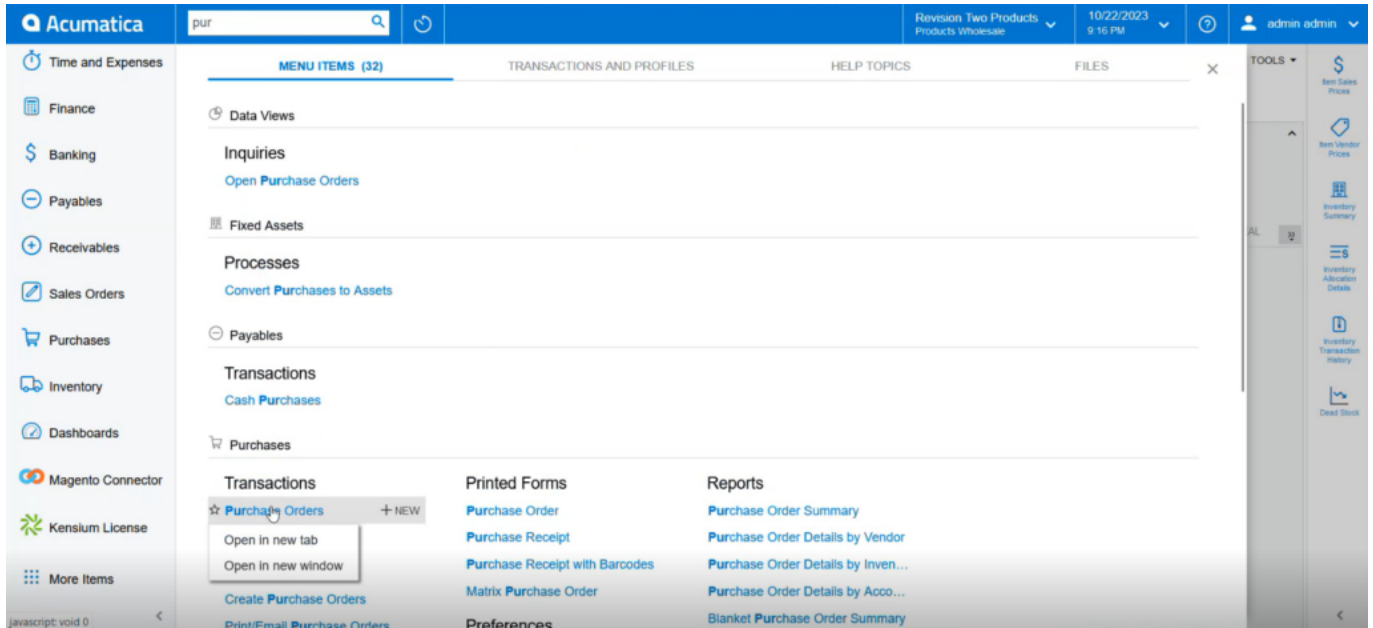 Acumatica
pur
Revision Two Products
Products Wholesale
10/22/2023
9:16 PM
admin admin
Time and Expenses
Finance
Banking
Payables
Receivables
Sales Orders
Purchases
Inventory
Dashboards
Magento Connector
Kensium License
More Items
javascript: void 0
MENU ITEMS (32)
TRANSACTIONS AND PROFILES
HELP TOPICS
FILES
Data Views
Inquiries
Open Purchase Orders
Fixed Assets
Processes
Convert Purchases to Assets
Payables
Transactions
Cash Purchases
Purchases
Transactions
Purchase Orders
+ NEW
Open in new tab
Open in new window
Create Purchase Orders
Print/Email Purchase Orders
Printed Forms
Purchase Order
Purchase Receipt
Purchase Receipt with Barcodes
Matrix Purchase Order
Preferences
Reports
Purchase Order Summary
Purchase Order Details by Vendor
Purchase Order Details by Inven...
Purchase Order Details by Acco...
Blanket Purchase Order Summary
TOOLS
AL
Item Sales
Prices
Item Vendor
Prices
Inventory
Summary
Inventory
Allocation
Details
Inventory
Transaction
History
Dead Stock